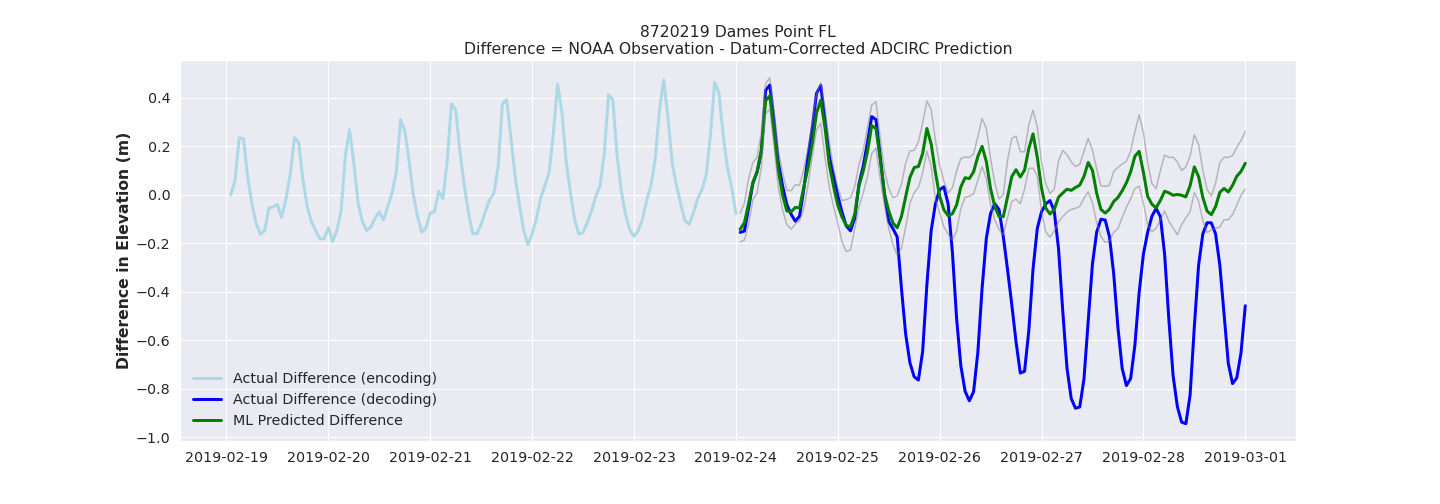 8720219 Dames Point FL
Difference = NOAA Observation - Datum-Corrected ADCIRC Prediction
Difference in Elevation (m)
0.4
0.2
0.0
−0.2
−0.4
−0.6
−0.8
−1.0
Actual Difference (encoding)
Actual Difference (decoding)
ML Predicted Difference
2019-02-19 2019-02-20 2019-02-21 2019-02-22 2019-02-23 2019-02-24 2019-02-25 2019-02-26 2019-02-27 2019-02-28 2019-03-01